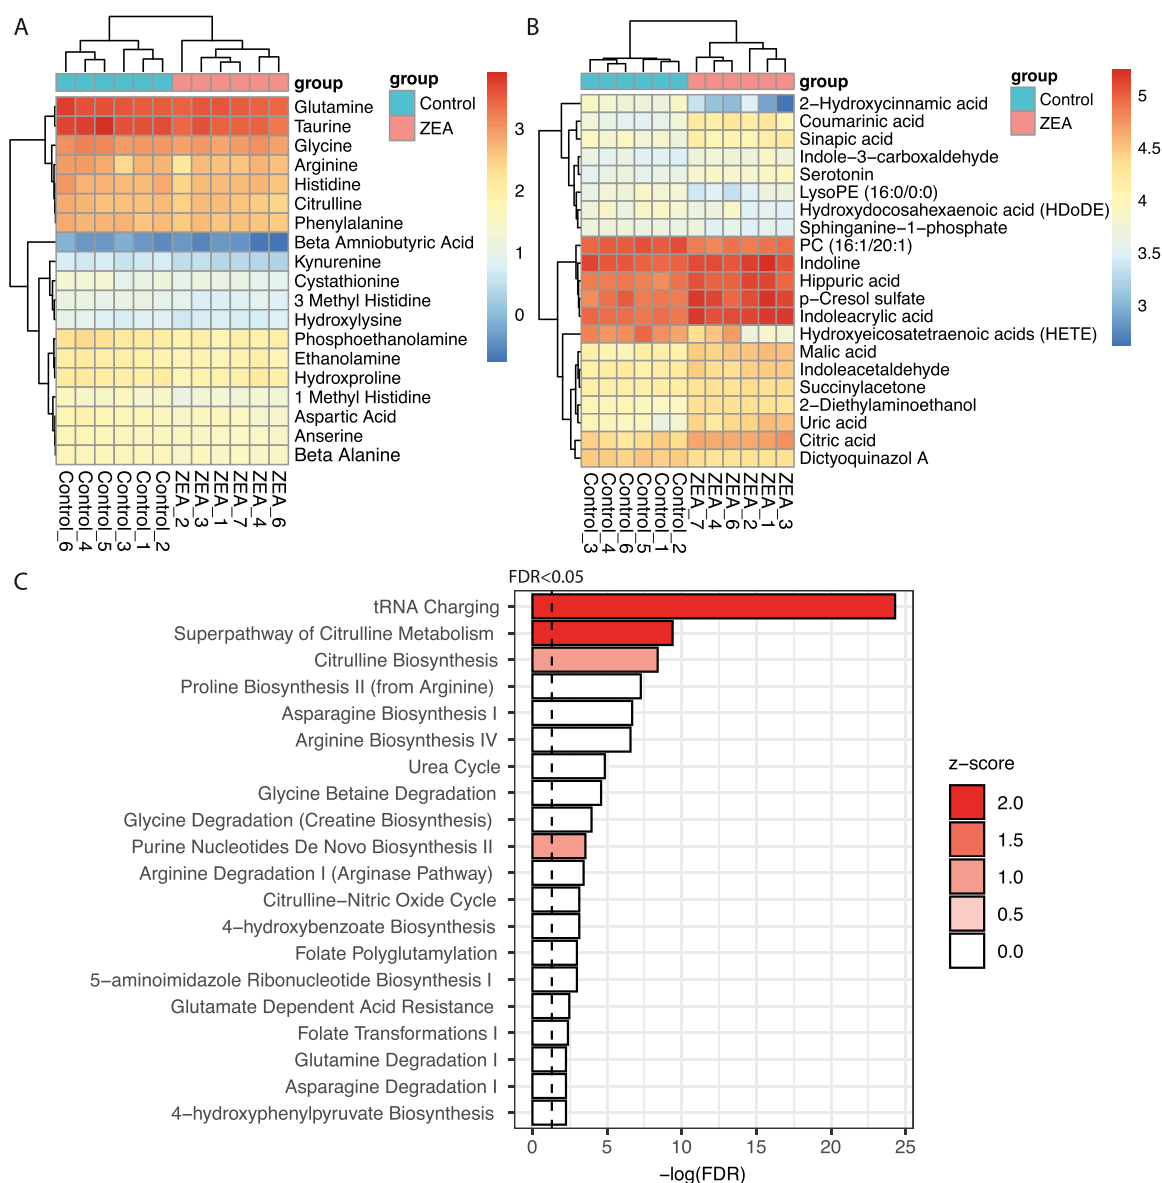 A
group
Glutamine
Taurine
Glycine
Arginine
Histidine
Citrulline
Phenylalanine
Beta Amniobutyric Acid
Kynurenine
Cystathionine
3 Methyl Histidine
Hydroxylysine
Phosphoethanolamine
Ethanolamine
Hydroxproline
1 Methyl Histidine
Aspartic Acid
Anserine
Beta Alanine
Control_6
Control_4
Control_5
Control_3
Control_1
Control_2
ZEA_2
ZEA_3
ZEA_1
ZEA_7
ZEA_4
ZEA_6
group
Control
ZEA
3
2
1
0
B
group
2−Hydroxycinnamic acid
Coumarinic acid
Sinapic acid
Indole−3−carboxaldehyde
Serotonin
LysoPE (16:0/0:0)
Hydroxydocosahexaenoic acid (HDoDE)
Sphinganine−1−phosphate
PC (16:1/20:1)
Indoline
Hippuric acid
p−Cresol sulfate
Indoleacrylic acid
Hydroxyeicosatetraenoic acids (HETE)
Malic acid
Indoleacetaldehyde
Succinylacetone
2−Diethylaminoethanol
Uric acid
Citric acid
Dictyoquinazol A
Control_3
Control_4
Control_6
Control_5
Control_1
Control_2
ZEA_7
ZEA_4
ZEA_6
ZEA_2
ZEA_1
ZEA_3
group
Control
ZEA
5
4.5
4
3.5
3
C
FDR<0.05
tRNA Charging
Superpathway of Citrulline Metabolism
Citrulline Biosynthesis
Proline Biosynthesis II (from Arginine)
Asparagine Biosynthesis I
Arginine Biosynthesis IV
Urea Cycle
Glycine Betaine Degradation
Glycine Degradation (Creatine Biosynthesis)
Purine Nucleotides De Novo Biosynthesis II
Arginine Degradation I (Arginase Pathway)
Citrulline−Nitric Oxide Cycle
4−hydroxybenzoate Biosynthesis
Folate Polyglutamylation
5−aminoimidazole Ribonucleotide Biosynthesis I
Glutamate Dependent Acid Resistance
Folate Transformations I
Glutamine Degradation I
Asparagine Degradation I
4−hydroxyphenylpyruvate Biosynthesis
0 5 10 15 20 25
−log(FDR)
z−score
2.0
1.5
1.0
0.5
0.0